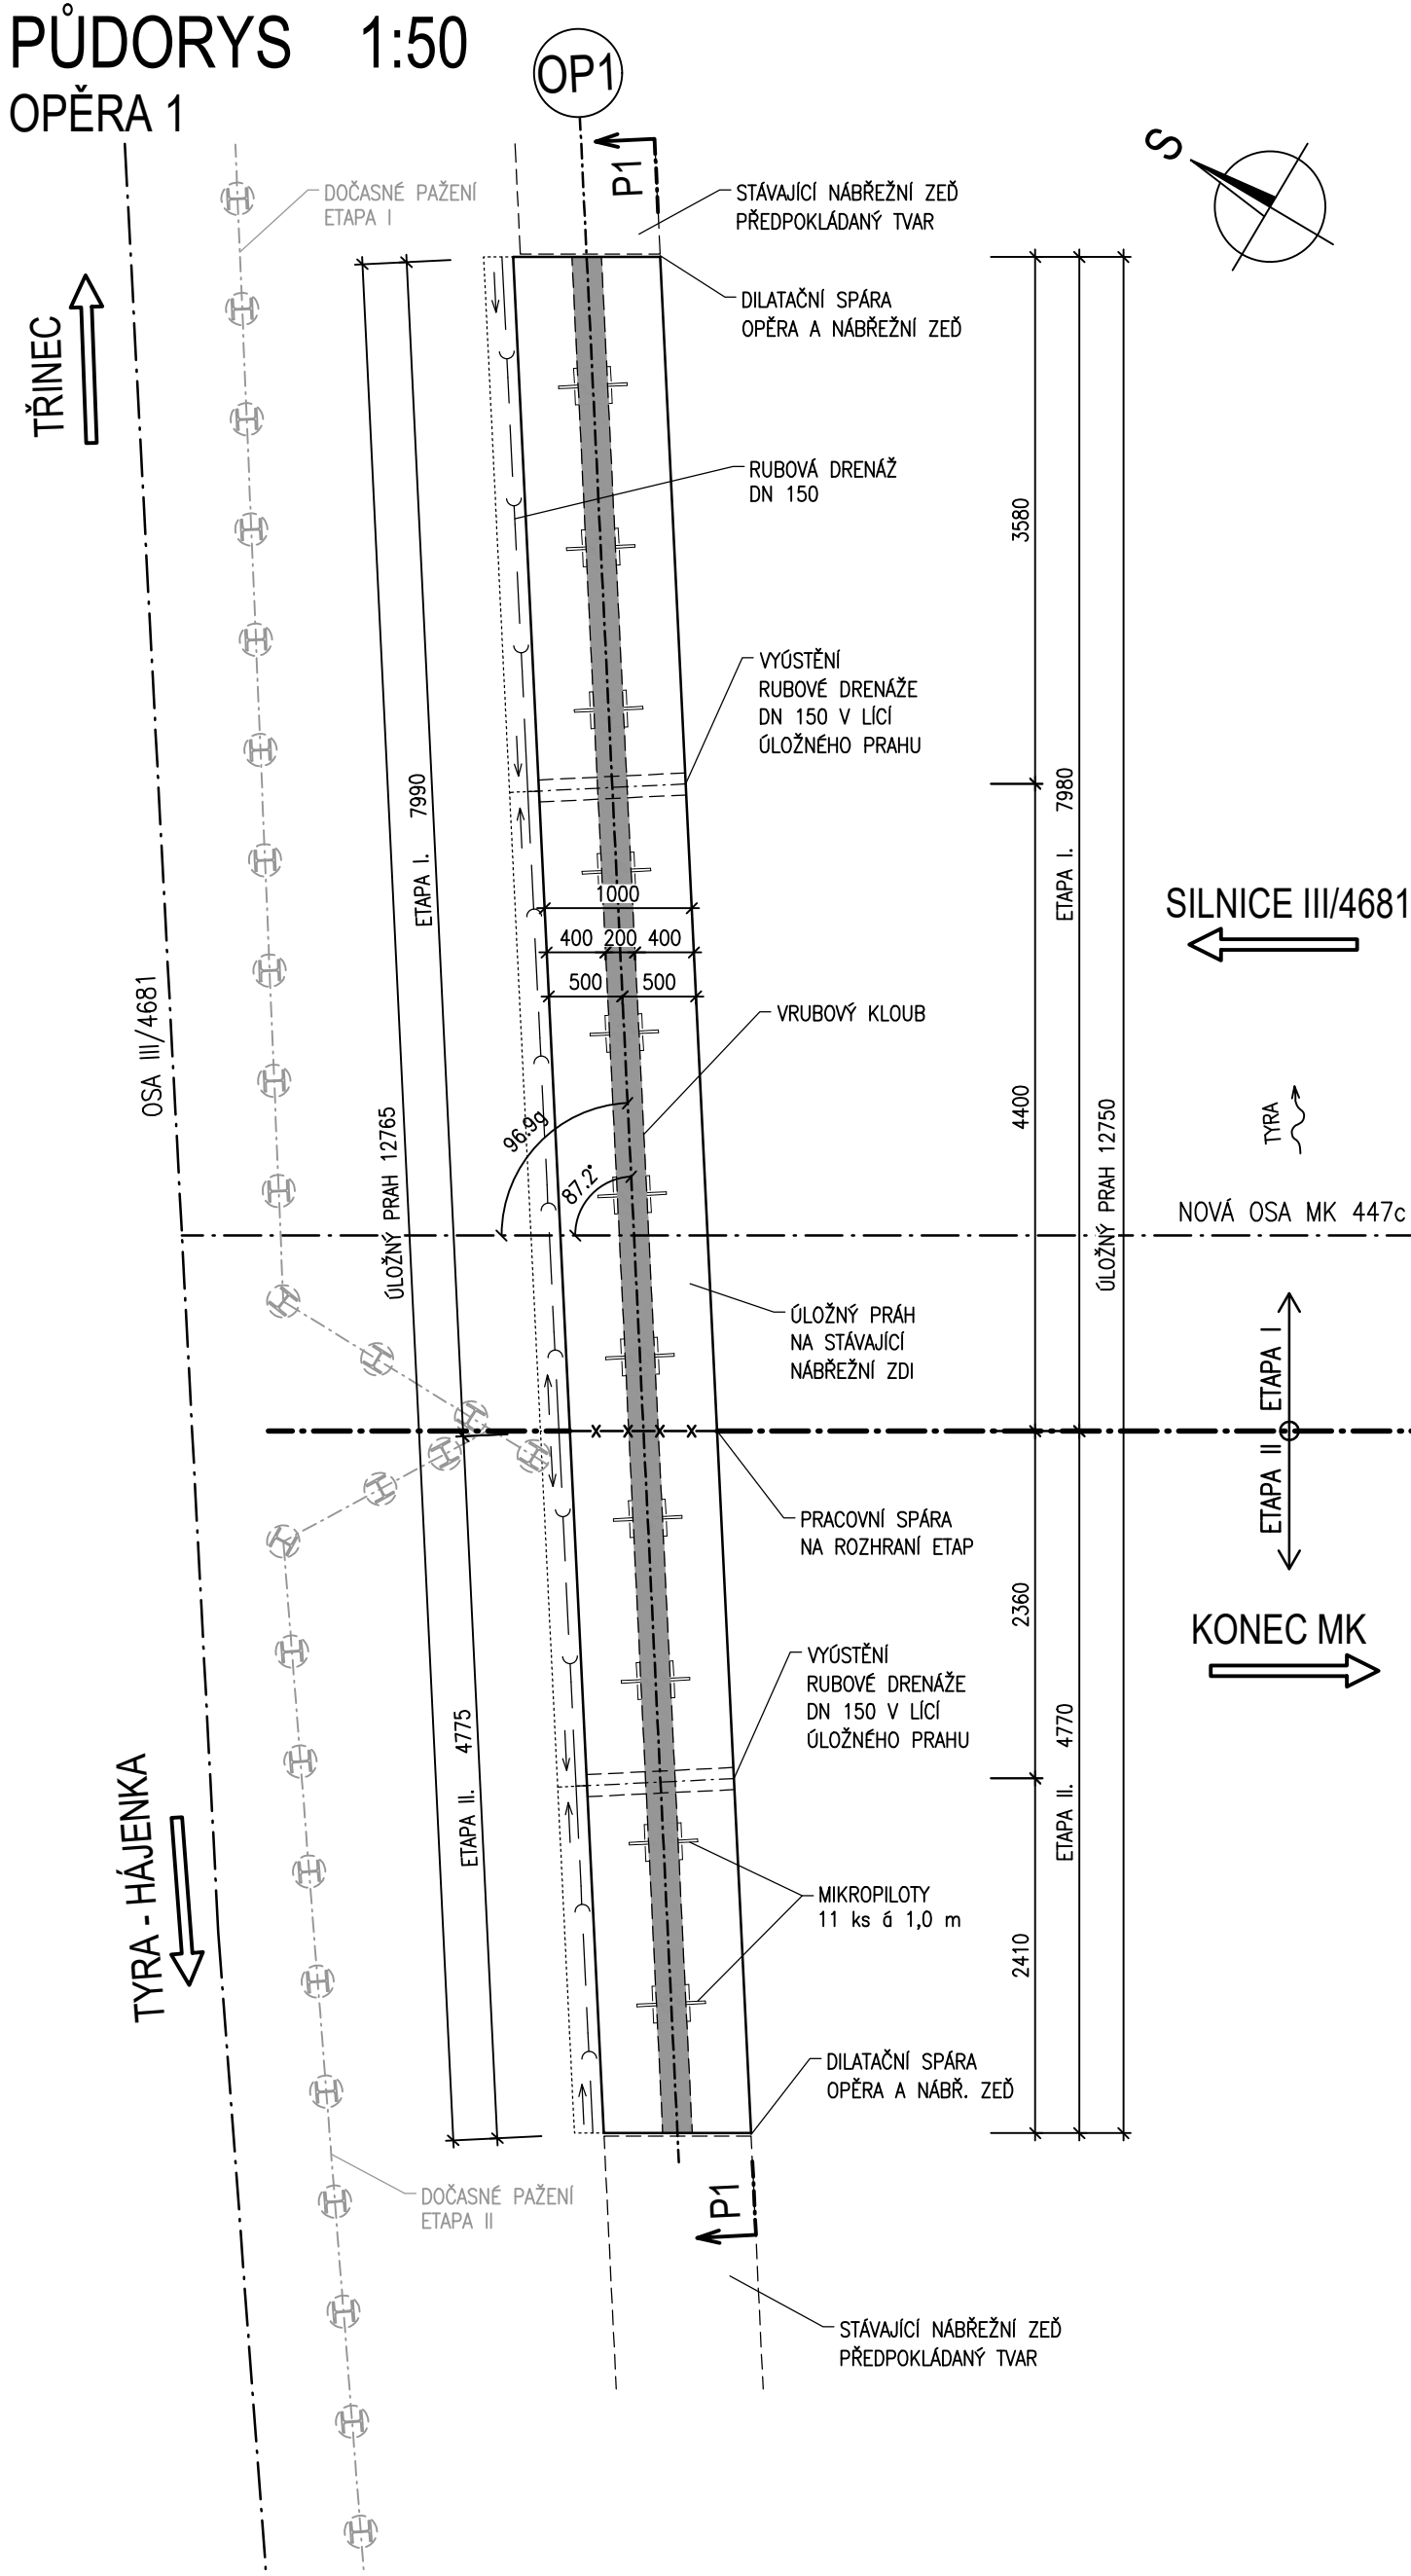 PŮDORYS 1:50
OPĚRA 1
OP1
P1
S
DOČASNÉ PAŽENÍ
ETAPA I
STÁVAJÍCÍ NÁBŘEŽNÍ ZEĎ
PŘEDPOKLÁDANÝ TVAR
DILATAČNÍ SPÁRA
OPĚRA A NÁBŘEŽNÍ ZEĎ
TŘINEC
RUBOVÁ DRENÁŽ
DN 150
3580
VYÚSTĚNÍ
RUBOVÉ DRENÁŽE
DN 150 V LÍCÍ
ÚLOŽNÉHO PRAHU
ETAPA I. 7990
ETAPA I. 7980
1000
400 200 400
500 500
SILNICE III/4681
OSA III/4681
VRUBOVÝ KLOUB
4400
96.9g
87.2°
ÚLOŽNÝ PRAH 12765
ÚLOŽNÝ PRAH 12750
TYRA
NOVÁ OSA MK 447c
ÚLOŽNÝ PRÁH
NA STÁVAJÍCÍ
NÁBŘEŽNÍ ZDI
ETAPA I
ETAPA II
X X X X
PRACOVNÍ SPÁRA
NA ROZHRANÍ ETAP
2360
KONEC MK
VYÚSTĚNÍ
RUBOVÉ DRENÁŽE
DN 150 V LÍCÍ
ÚLOŽNÉHO PRAHU
ETAPA II. 4775
ETAPA II. 4770
TYRA - HÁJENKA
MIKROPILOTY
11 ks á 1,0 m
2410
DILATAČNÍ SPÁRA
OPĚRA A NÁBŘ. ZEĎ
DOČASNÉ PAŽENÍ
ETAPA II
P1
STÁVAJÍCÍ NÁBŘEŽNÍ ZEĎ
PŘEDPOKLÁDANÝ TVAR